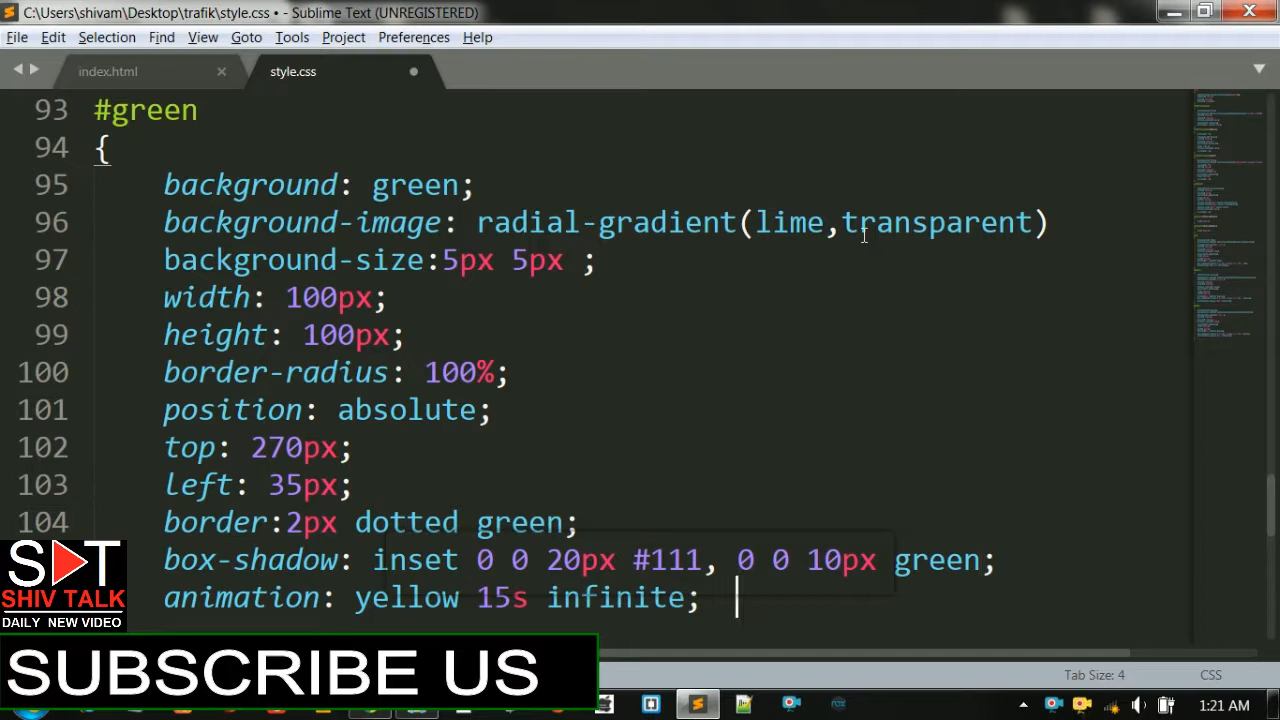 C:\Users\shivam\Desktop\trafik\style.css • - Sublime Text (UNREGISTERED)
File Edit Selection Find View Goto Tools Project Preferences Help
index.html style.css
93 #green
94 {
95 background: green;
96 background-image: radial-gradient(lime,transparent)
97 background-size:5px 5px ;
98 width: 100px;
99 height: 100px;
100 border-radius: 100%;
101 position: absolute;
102 top: 270px;
103 left: 35px;
104 border:2px dotted green;
box-shadow: inset 0 0 20px #111, 0 0 10px green;
animation: yellow 15s infinite;
S T
SHIV TALK
DAILY NEW VIDEO
SUBSCRIBE US
Tab Size: 4 CSS
1:21 AM